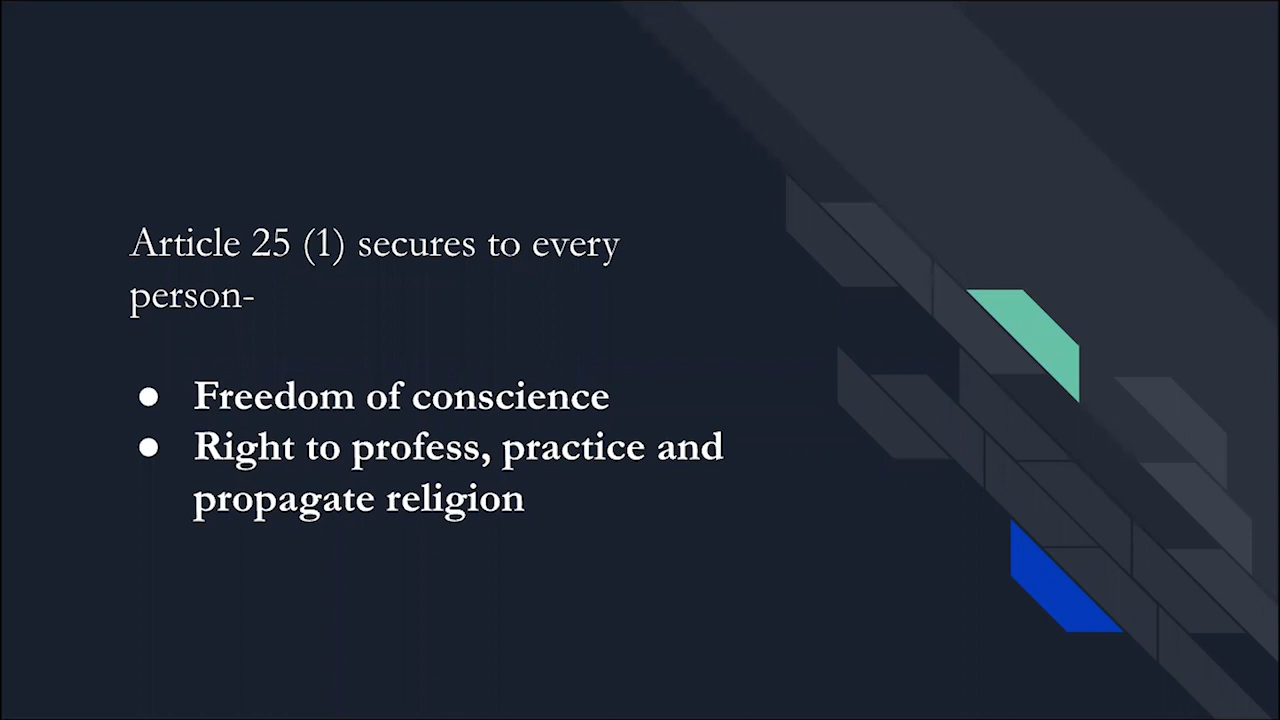 Article 25 (1) secures to every
person-
● Freedom of conscience
● Right to profess, practice and
propagate religion